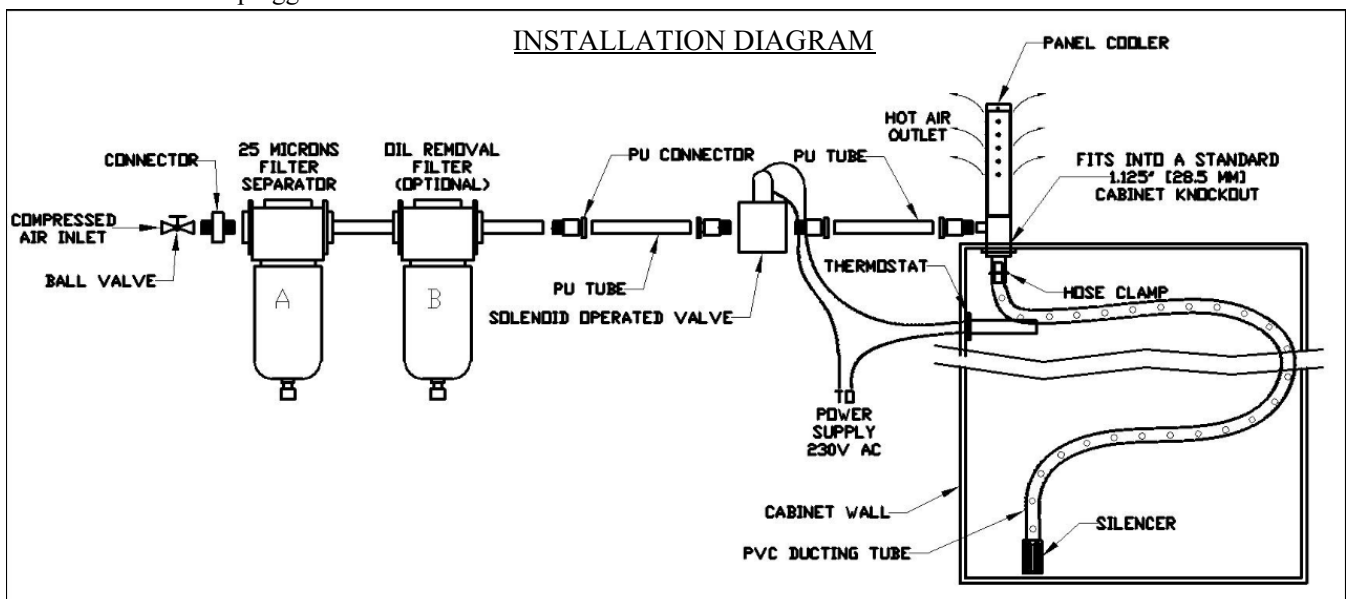 INSTALLATION DIAGRAM
PANEL COOLER
HOT AIR
OUTLET
CONNECTOR
25 MICRONS
FILTER
SEPARATOR
OIL REMOVAL
FILTER
(OPTIONAL)
PU CONNECTOR
PU TUBE
FITS INTO A STANDARD
1.125" [28.5 MM]
CABINET KNOCKOUT
COMPRESSED
AIR INLET
BALL VALVE
A
B
PU TUBE
SOLENOID OPERATED VALVE
THERMOSTAT
HOSE CLAMP
TO
POWER
SUPPLY
230V AC
CABINET WALL
PVC DUCTING TUBE
SILENCER